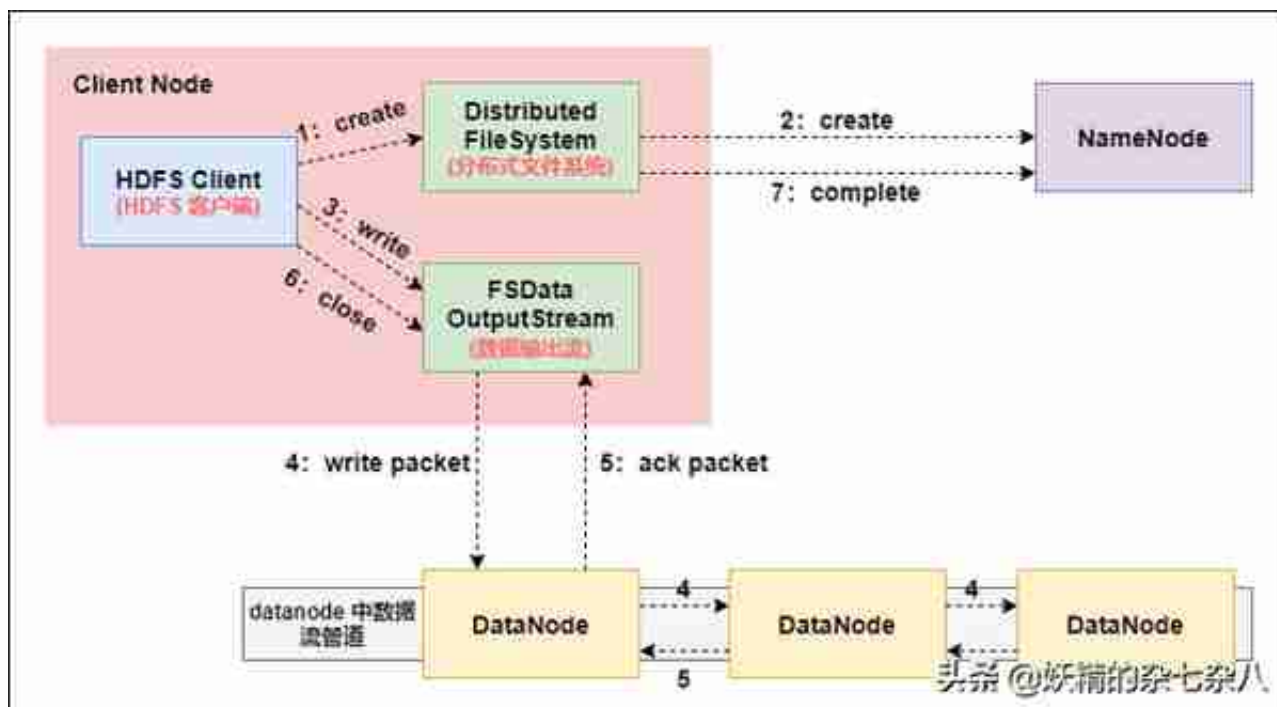 Client Node
HDFS Client
(HDFS 客户端)
1：create
Distributed
FileSystem
(分布式文件系统)
2：create
7：complete
NameNode
3：write
6：close
FSData
OutputStream
(数据输出流)
4：write packet
5：ack packet
datanode 中数据
流管道
DataNode
4
5
DataNode
4
DataNode
头条 @妖精的杂七杂八